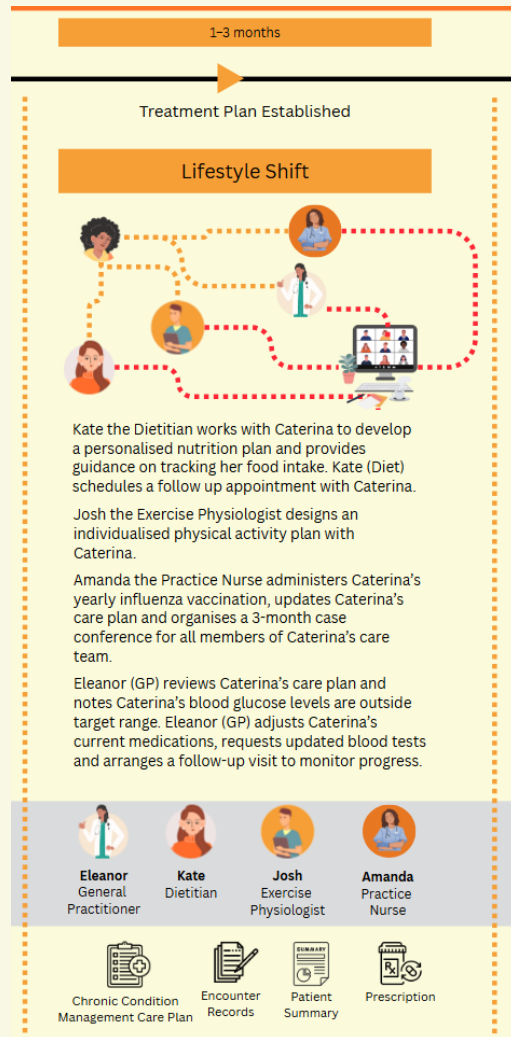 1–3 months
Treatment Plan Established
Lifestyle Shift
Kate the Dietitian works with Caterina to develop
a personalised nutrition plan and provides
guidance on tracking her food intake. Kate (Diet)
schedules a follow up appointment with Caterina.
Josh the Exercise Physiologist designs an
individualised physical activity plan with
Caterina.
Amanda the Practice Nurse administers Caterina’s
yearly influenza vaccination, updates Caterina’s
care plan and organises a 3-month case
conference for all members of Caterina’s care
team.
Eleanor (GP) reviews Caterina’s care plan and
notes Caterina’s blood glucose levels are outside
target range. Eleanor (GP) adjusts Caterina’s
current medications, requests updated blood tests
and arranges a follow-up visit to monitor progress.
Eleanor
General
Practitioner
Kate
Dietitian
Josh
Exercise
Physiologist
Amanda
Practice
Nurse
Chronic Condition
Management Care Plan
Encounter
Records
SUMMARY
Patient
Summary
Rx
Prescription